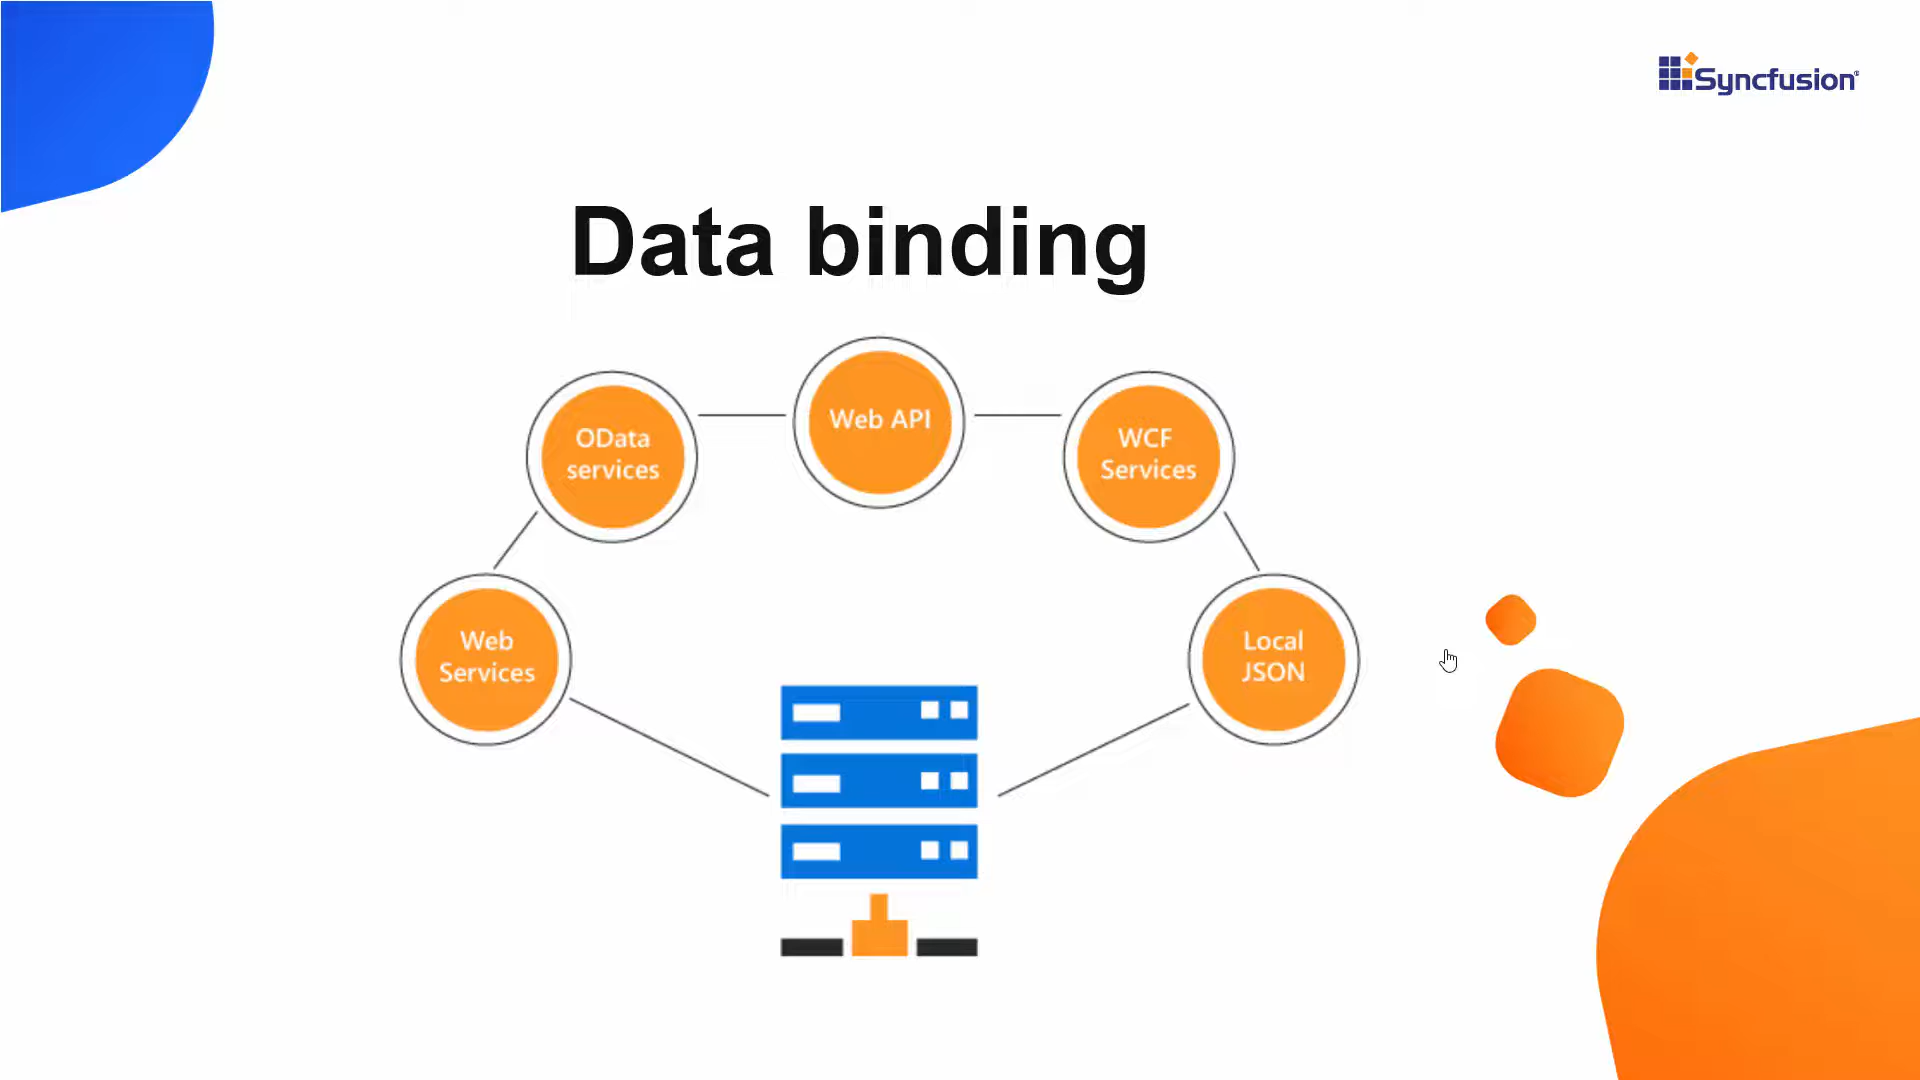 Syncfusion®
Data binding
Web API
OData
services
WCF
Services
Web
Services
Local
JSON